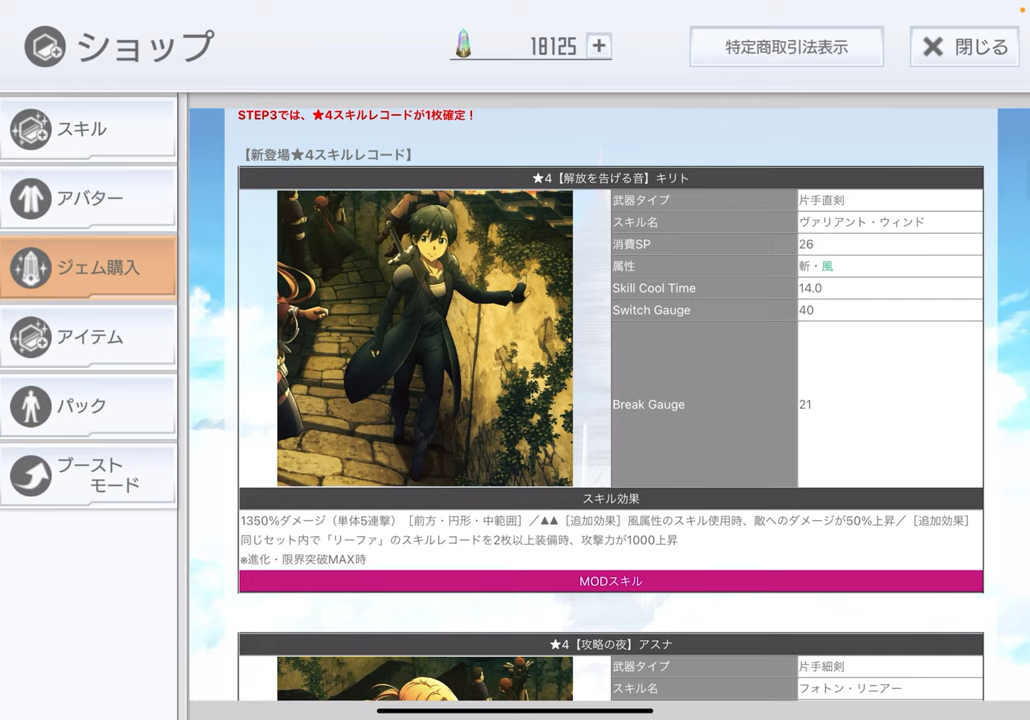 ショップ
18125 +
特定商取引法表示
閉じる
スキル
アバター
ジェム購入
アイテム
パック
ブースト
モード
STEP3では、★4スキルレコードが1枚確定！
【新登場★4スキルレコード】
★4【解放を告げる音】キリト
武器タイプ 片手直剣
スキル名 ヴァリアント・ウィンド
消費SP 26
属性 斬・風
Skill Cool Time 14.0
Switch Gauge 40
Break Gauge 21
スキル効果
1350%ダメージ（単体5連撃）［前方・円形・中範囲］／▲▲［追加効果］風属性のスキル使用時、敵へのダメージが50%上昇／［追加効果］
同じセット内で「リーファ」のスキルレコードを2枚以上装備時、攻撃力が1000上昇
※進化・限界突破MAX時
MODスキル
★4【攻略の夜】アスナ
武器タイプ 片手細剣
スキル名 フォトン・リニアー